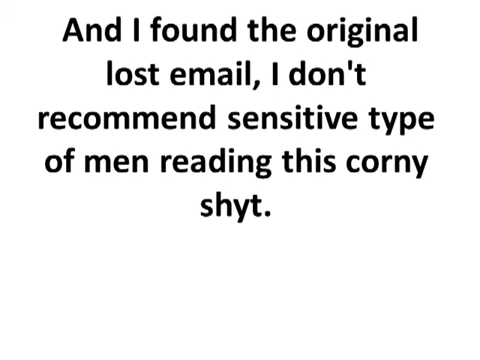 And I found the original
lost email, I don't
recommend sensitive type
of men reading this corny
shyt.